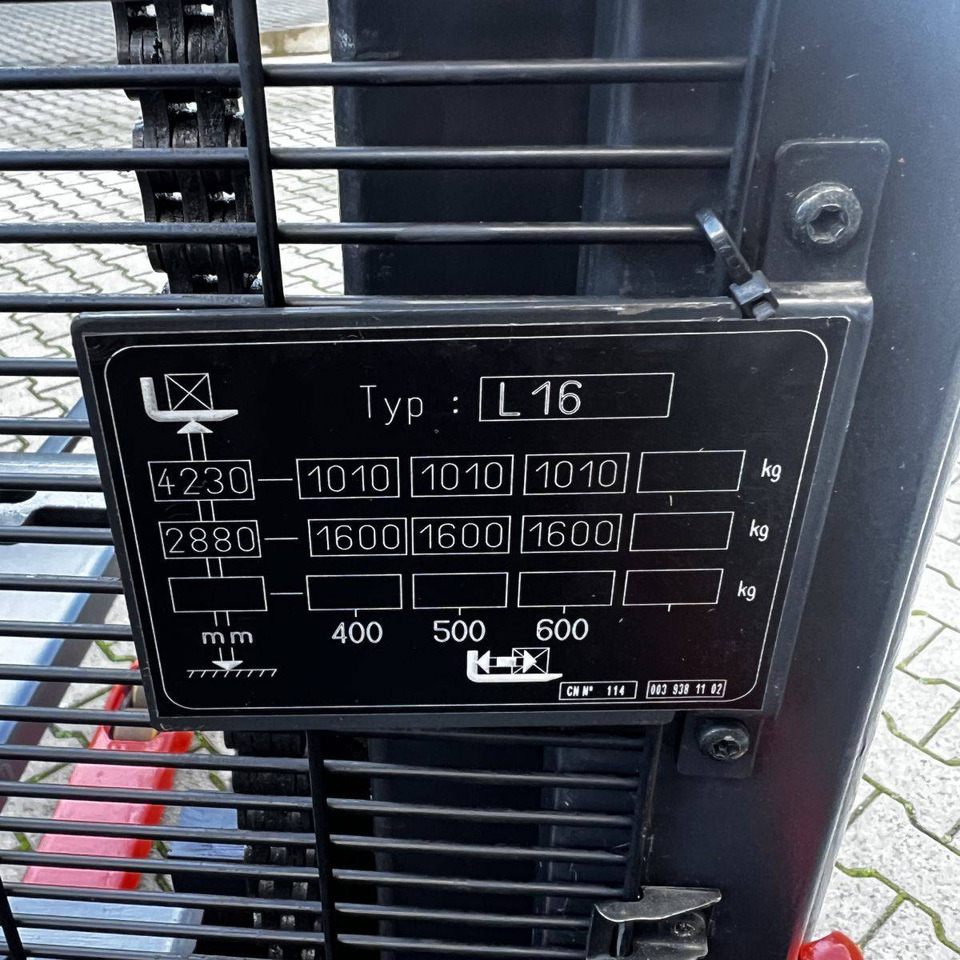 Typ : L16
4230 1010 1010 1010 kg
2880 1600 1600 1600 kg
kg
mm 400 500 600
CN Nº 114 003 938 11 02